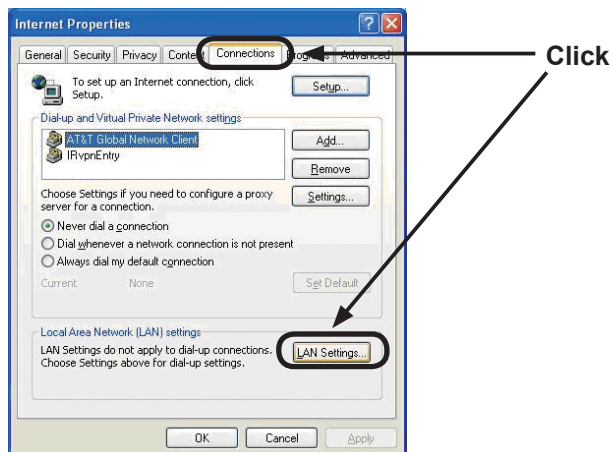 Internet Properties
General Security Privacy Content Connections Programs Advanced
Click
To set up an Internet connection, click
Setup.
Setup...
Dial-up and Virtual Private Network settings
AT&T Global Network Client
IRvpnEntry
Add...
Remove
Choose Settings if you need to configure a proxy
server for a connection.
Settings...
Never dial a connection
Dial whenever a network connection is not present
Always dial my default connection
Current None
Set Default
Local Area Network (LAN) settings
LAN Settings do not apply to dial-up connections.
Choose Settings above for dial-up settings.
LAN Settings...
OK Cancel Apply